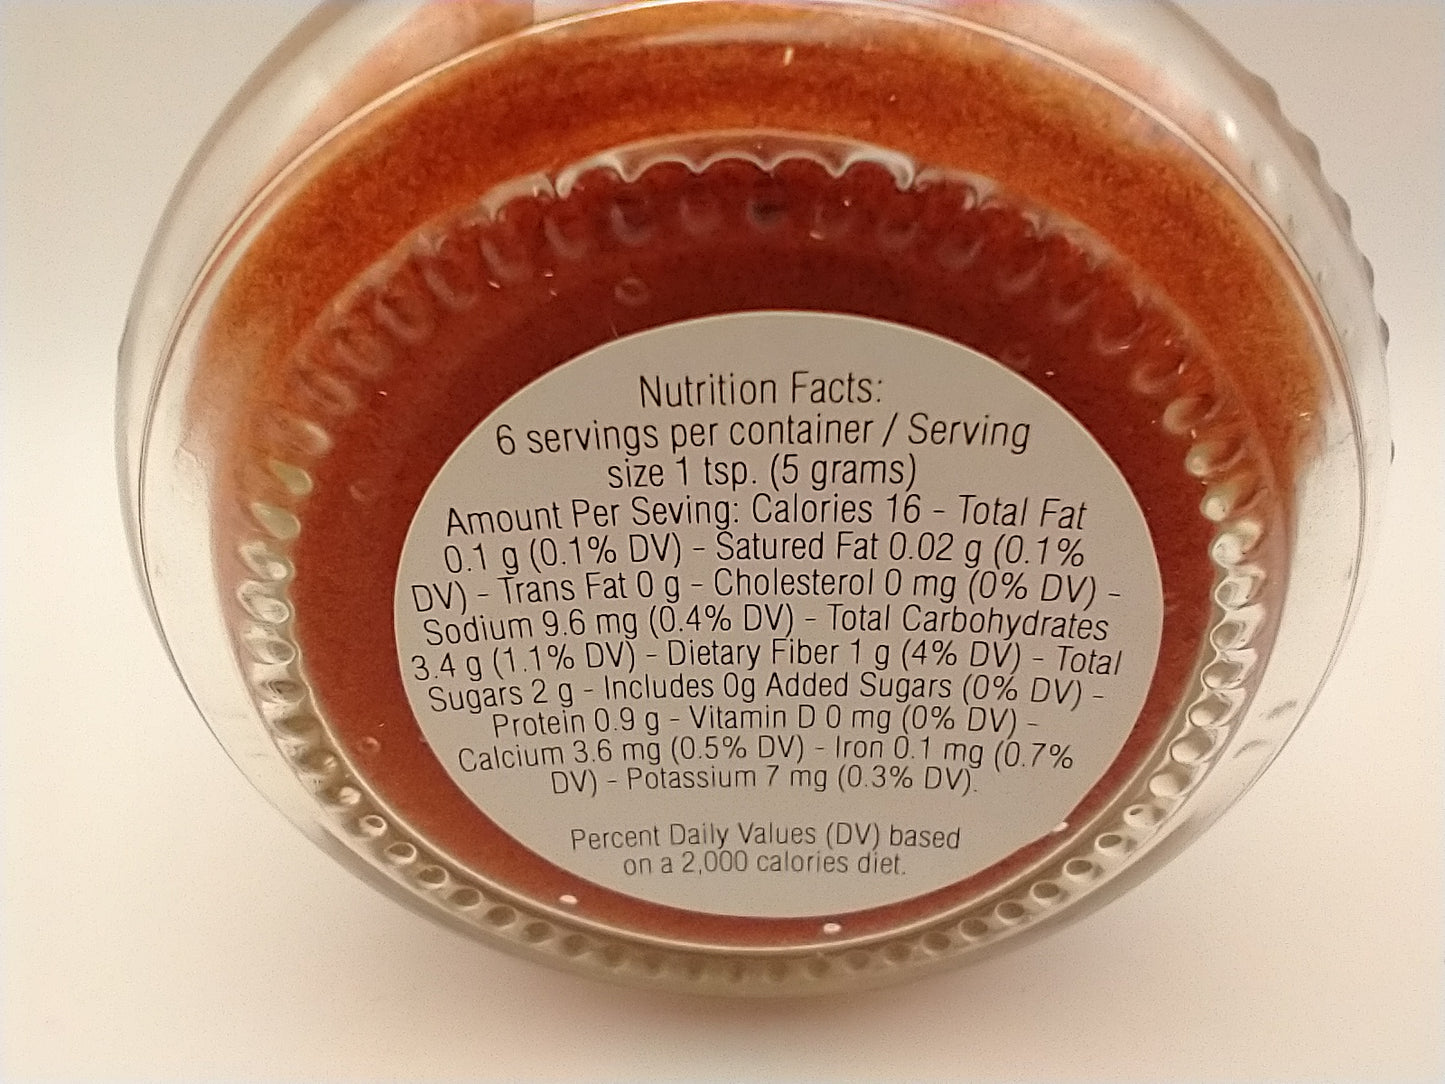 Nutrition Facts:
6 servings per container / Serving
size 1 tsp. (5 grams)
Amount Per Seving: Calories 16 - Total Fat
0.1 g (0.1% DV) - Satured Fat 0.02 g (0.1%
DV) - Trans Fat 0 g - Cholesterol 0 mg (0% DV) -
Sodium 9.6 mg (0.4% DV) - Total Carbohydrates
3.4 g (1.1% DV) - Dietary Fiber 1 g (4% DV) - Total
Sugars 2 g - Includes 0g Added Sugars (0% DV) -
Protein 0.9 g - Vitamin D 0 mg (0% DV) -
Calcium 3.6 mg (0.5% DV) - Iron 0.1 mg (0.7%
DV) - Potassium 7 mg (0.3% DV).
Percent Daily Values (DV) based
on a 2,000 calories diet.